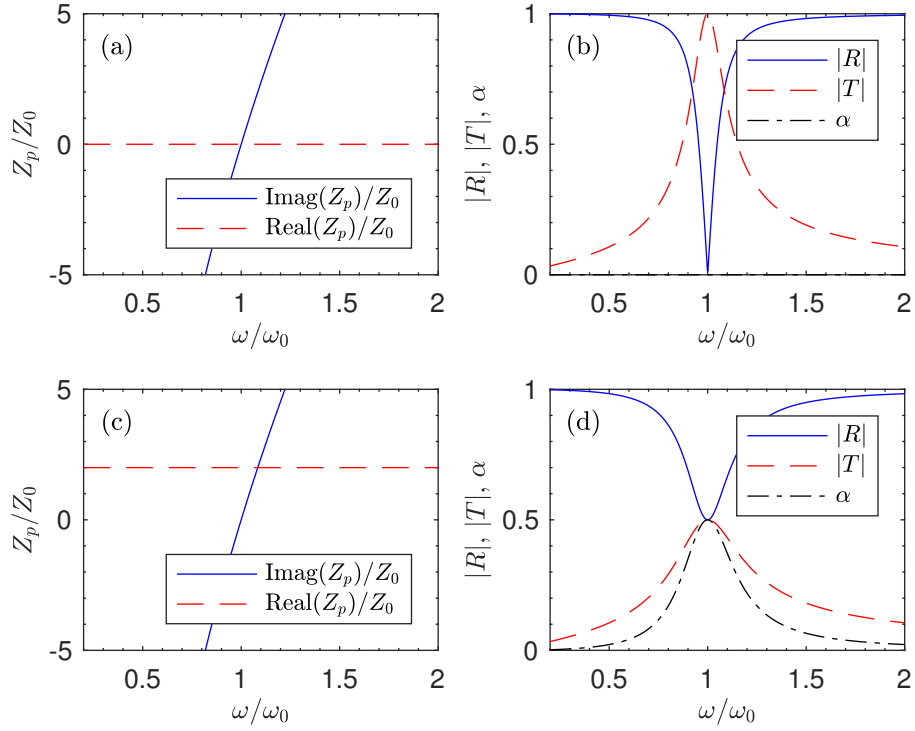 5
(a)
Z_p/Z_0
0
Imag(Z_p)/Z_0
Real(Z_p)/Z_0
-5
0.5 1 1.5 2
ω/ω_0
1
(b)
|R|
|T|
α
|R|, |T|, α
0.5
0
0.5 1 1.5 2
ω/ω_0
5
(c)
Z_p/Z_0
0
Imag(Z_p)/Z_0
Real(Z_p)/Z_0
-5
0.5 1 1.5 2
ω/ω_0
1
(d)
|R|
|T|
α
|R|, |T|, α
0.5
0
0.5 1 1.5 2
ω/ω_0